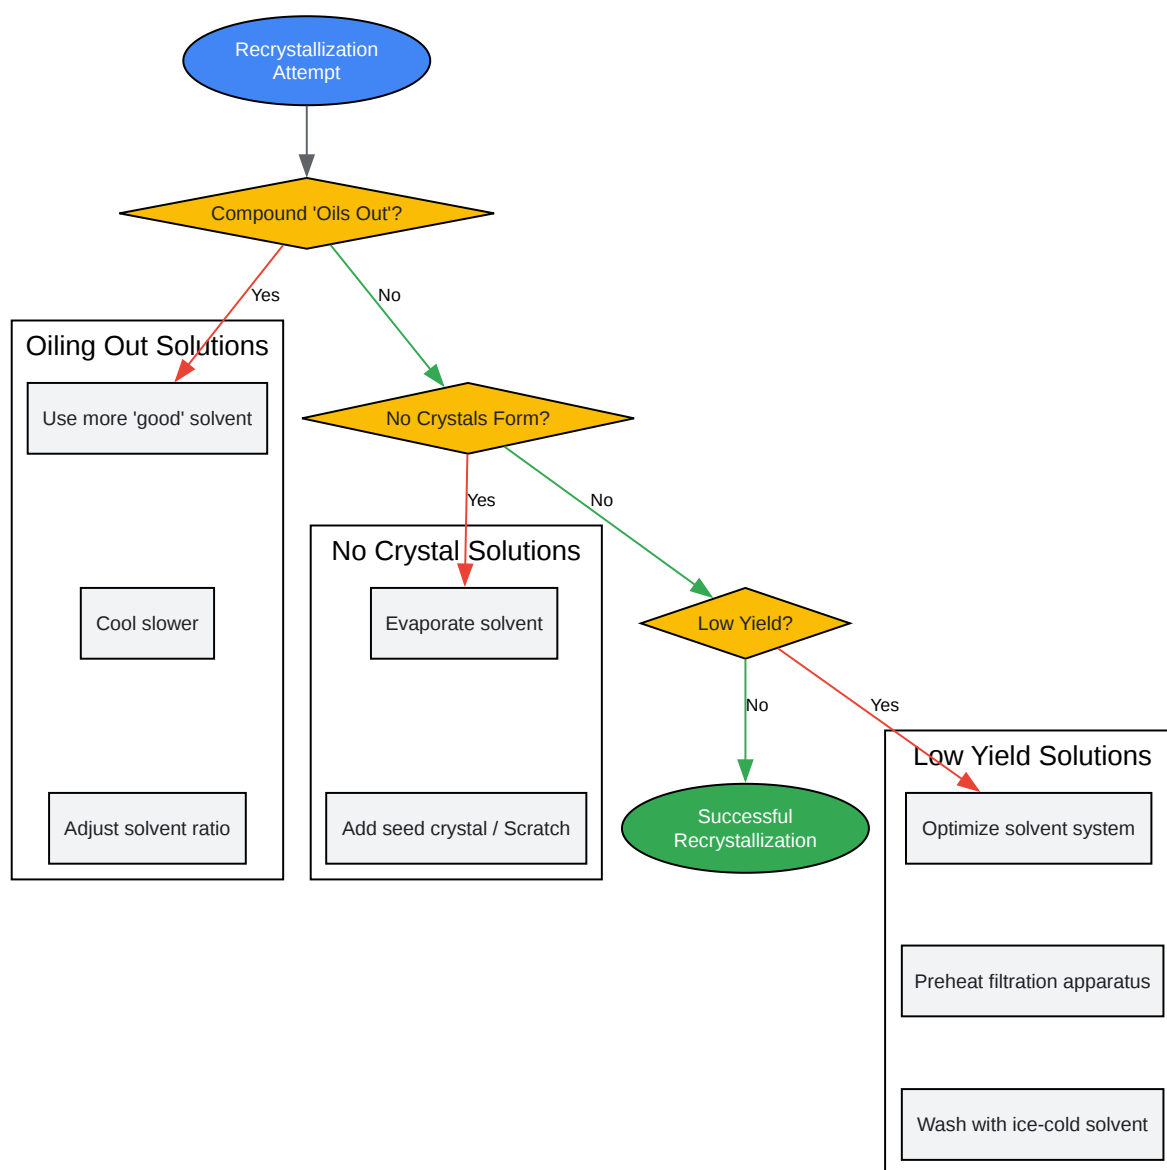 Recrystallization
Attempt
Compound 'Oils Out'?
Yes
No
Oiling Out Solutions
Use more 'good' solvent
No Crystals Form?
Yes
No
No Crystal Solutions
Cool slower
Evaporate solvent
Low Yield?
No
Yes
Low Yield Solutions
Adjust solvent ratio
Add seed crystal / Scratch
Successful
Recrystallization
Optimize solvent system
Preheat filtration apparatus
Wash with ice-cold solvent